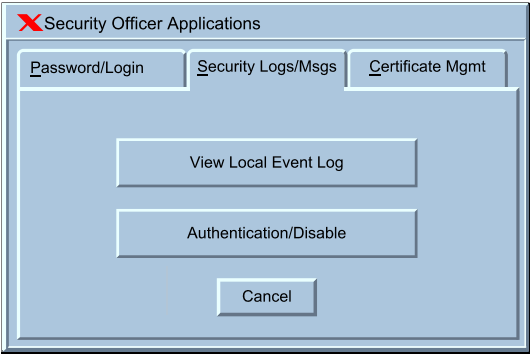 Security Officer Applications
Password/Login Security Logs/Msgs Certificate Mgmt
View Local Event Log
Authentication/Disable
Cancel